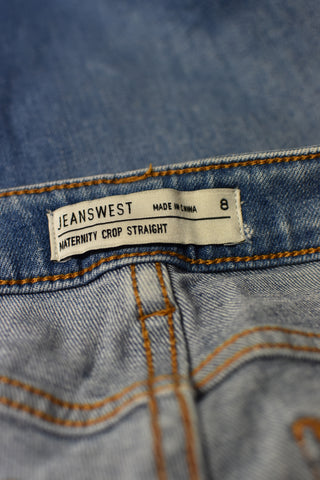 JEANSWEST MADE IN CHINA 8
MATERNITY CROP STRAIGHT